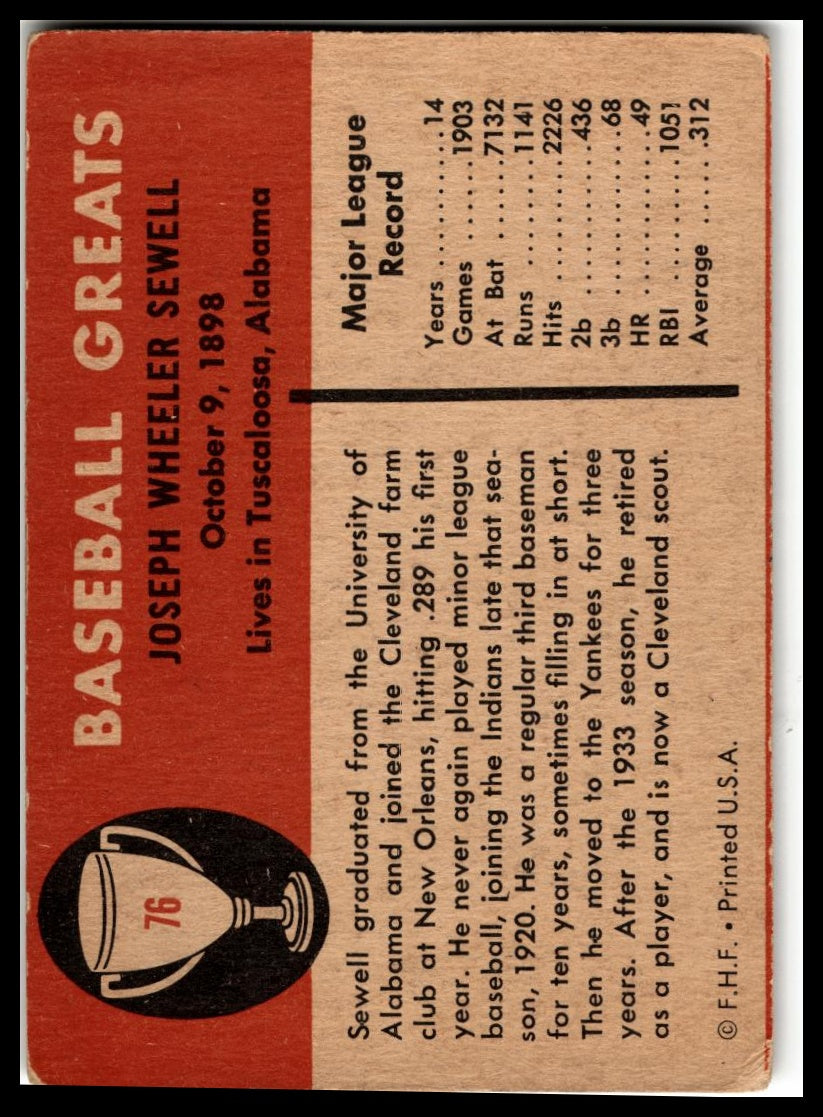 76
BASEBALL GREATS
JOSEPH WHEELER SEWELL
October 9, 1898
Lives in Tuscaloosa, Alabama
Sewell graduated from the University of
Alabama and joined the Cleveland farm
club at New Orleans, hitting .289 his first
year. He never again played minor league
baseball, joining the Indians late that sea-
son, 1920. He was a regular third baseman
for ten years, sometimes filling in at short.
Then he moved to the Yankees for three
years. After the 1933 season, he retired
as a player, and is now a Cleveland scout.
© F.H.F. • Printed U.S.A.
Major League
Record
Years ..........14
Games ......1903
At Bat ......7132
Runs ........1141
Hits ..........2226
2b ............436
3b ..............68
HR ............49
RBI ..........1051
Average ......312